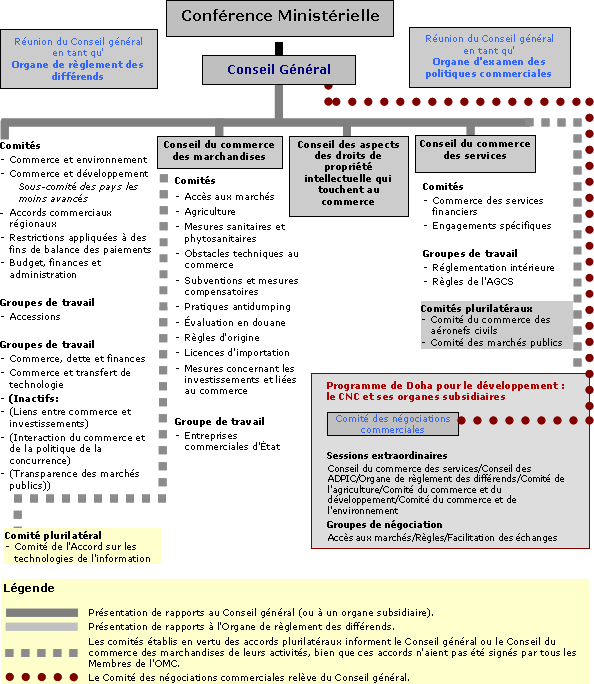 Conférence Ministérielle
Réunion du Conseil général
en tant qu'
Organe de règlement des
différends
Conseil Général
Réunion du Conseil général
en tant qu'
Organe d'examen des
politiques commerciales
Comités
- Commerce et environnement
- Commerce et développement
Sous-comité des pays les
moins avancés
- Accords commerciaux
régionaux
- Restrictions appliquées à des
fins de balance des paiements
- Budget, finances et
administration
Groupes de travail
- Accessions
Groupes de travail
- Commerce, dette et finances
- Commerce et transfert de
technologie
- (Inactifs:
- (Liens entre commerce et
investissements)
- (Interaction du commerce et
de la politique de la
concurrence)
- (Transparence des marchés
publics))
Comité plurilatéral
- Comité de l'Accord sur les
technologies de l'information
Conseil du commerce
des marchandises
Comités
- Accès aux marchés
- Agriculture
- Mesures sanitaires et
phytosanitaires
- Obstacles techniques au
commerce
- Subventions et mesures
compensatoires
- Pratiques antidumping
- Évaluation en douane
- Règles d'origine
- Licences d'importation
- Mesures concernant les
investissements et liées au
commerce
Groupe de travail
- Entreprises
commerciales d'État
Conseil des aspects
des droits de
propriété
intellectuelle qui
touchent au
commerce
Conseil du commerce
des services
Comités
- Commerce des services
financiers
- Engagements spécifiques
Groupes de travail
- Réglementation intérieure
- Règles de l'AGCS
Comités plurilatéraux
- Comité du commerce des
aéronefs civils
- Comité des marchés publics
Programme de Doha pour le développement :
le CNC et ses organes subsidiaires
Comité des négociations
commerciales
Sessions extraordinaires
Conseil du commerce des services/Conseil des
ADPIC/Organe de règlement des différends/Comité de
l'agriculture/Comité du commerce et du
développement/Comité du commerce et de
l'environnement
Groupes de négociation
Accès aux marchés/Règles/Facilitation des échanges
Légende
Présentation de rapports au Conseil général (ou à un organe subsidiaire).
Présentation de rapports à l'Organe de règlement des différends.
Les comités établis en vertu des accords plurilatéraux informent le Conseil général ou le Conseil du
commerce des marchandises de leurs activités, bien que ces accords n'aient pas été signés par tous les
Membres de l'OMC.
Le Comité des négociations commerciales relève du Conseil général.